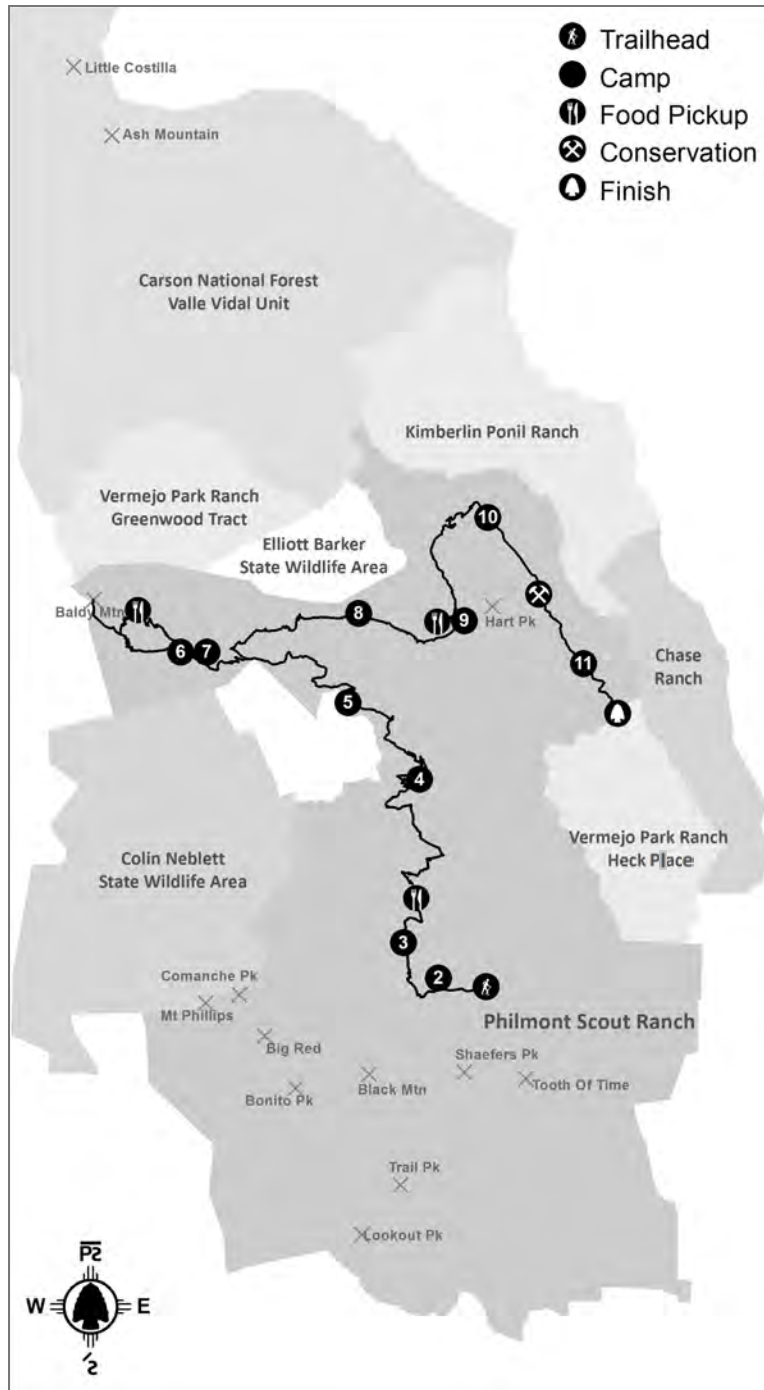 Trailhead
Camp
Food Pickup
Conservation
Finish
Little Costilla
Ash Mountain
Carson National Forest
Valle Vidal Unit
Kimberlin Ponil Ranch
Vermejo Park Ranch
Greenwood Tract
Elliott Barker
State Wildlife Area
10
Baldy Mtn
8
9
Hart Pk
6
7
11
Chase
Ranch
5
4
Vermejo Park Ranch
Heck Place
Colin Neblett
State Wildlife Area
3
2
Comanche Pk
Mt Phillips
Philmont Scout Ranch
Big Red
Shaefers Pk
Black Mtn
Tooth Of Time
Bonito Pk
Trail Pk
Lookout Pk
W
E